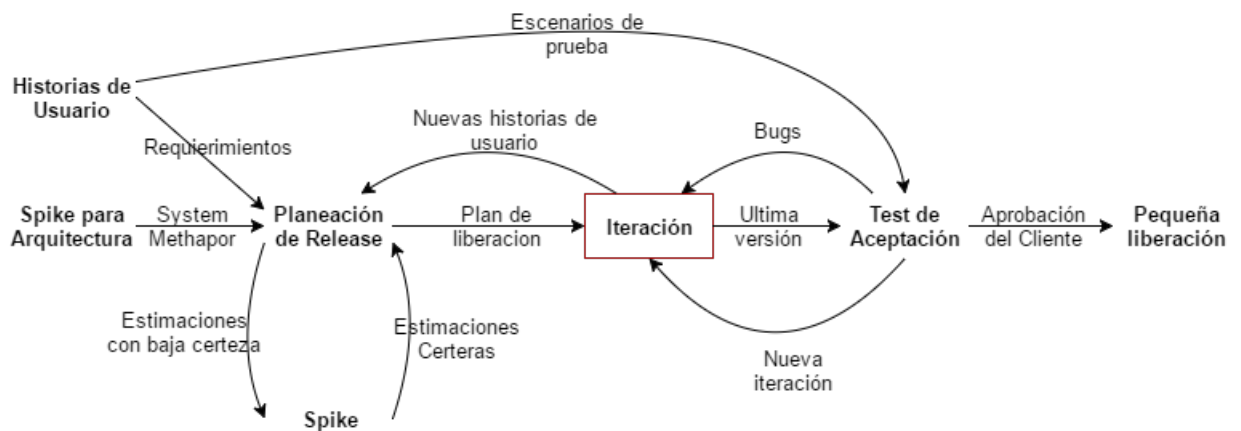 Escenarios de
prueba
Historias de
Usuario
Nuevas historias de
usuario
Bugs
Requierimientos
Spike para
Arquitectura
System
Methapor
Planeación
de Release
Plan de
liberacion
Iteración
Ultima
versión
Test de
Aceptación
Aprobación
del Cliente
Pequeña
liberación
Estimaciones
con baja certeza
Estimaciones
Certeras
Nueva
iteración
Spike